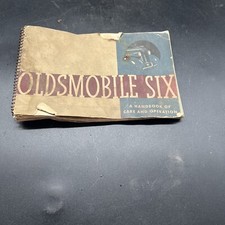 OLDSMOBILE SIX
A HANDBOOK OF
CARE AND OPERATION